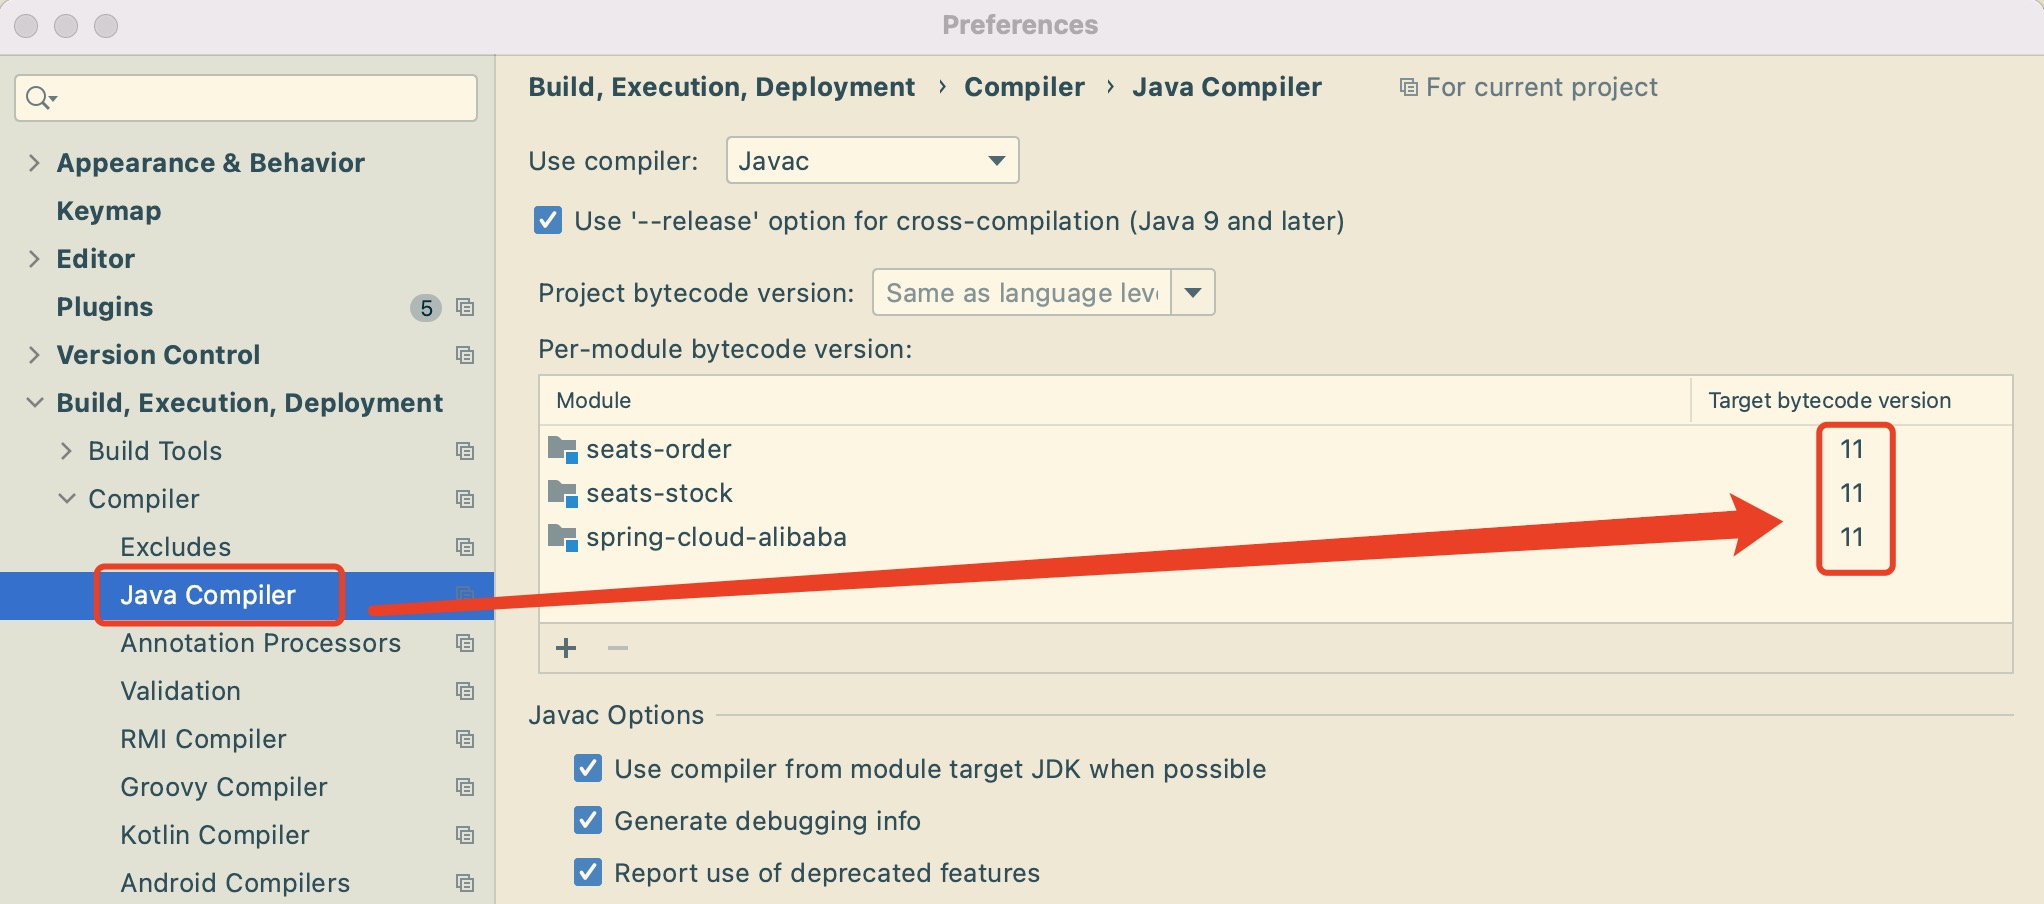 Preferences
Appearance & Behavior
Keymap
Editor
Plugins 5
Version Control
Build, Execution, Deployment
Build Tools
Compiler
Excludes
Java Compiler
Annotation Processors
Validation
RMI Compiler
Groovy Compiler
Kotlin Compiler
Android Compilers
Build, Execution, Deployment › Compiler › Java Compiler For current project
Use compiler: Javac
Use '--release' option for cross-compilation (Java 9 and later)
Project bytecode version: Same as language leve
Per-module bytecode version:
Module Target bytecode version
seats-order 11
seats-stock 11
spring-cloud-alibaba 11
Javac Options
Use compiler from module target JDK when possible
Generate debugging info
Report use of deprecated features